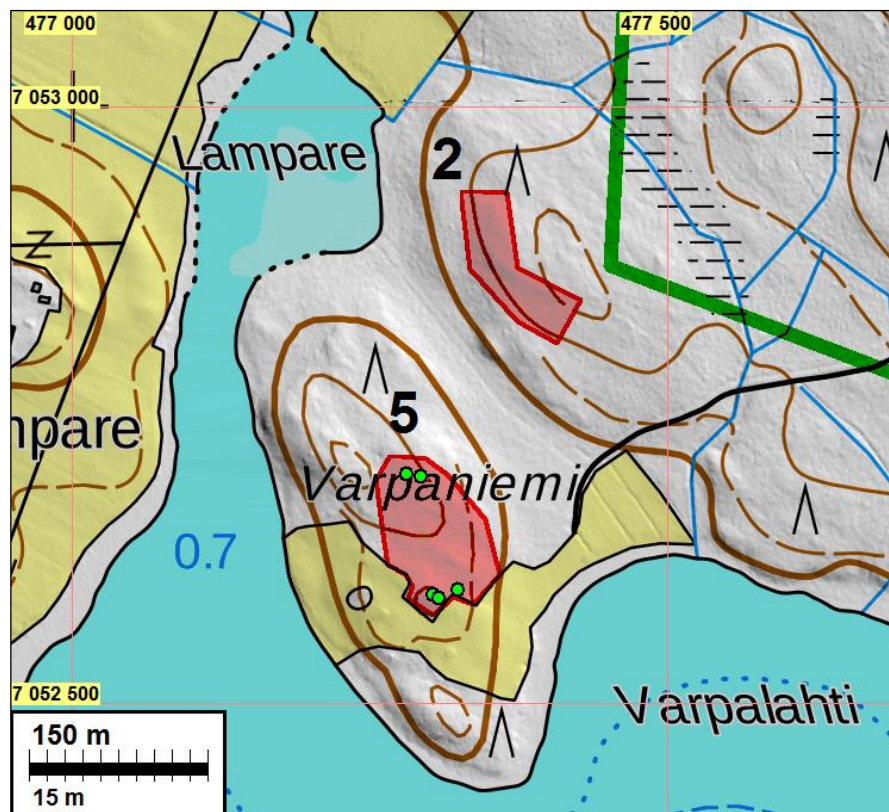 477 000
477 500
7 053 000
Lampare
2
Z
5
mpare
Varpaniemi
0.7
7 052 500
Varpalahti
150 m
15 m